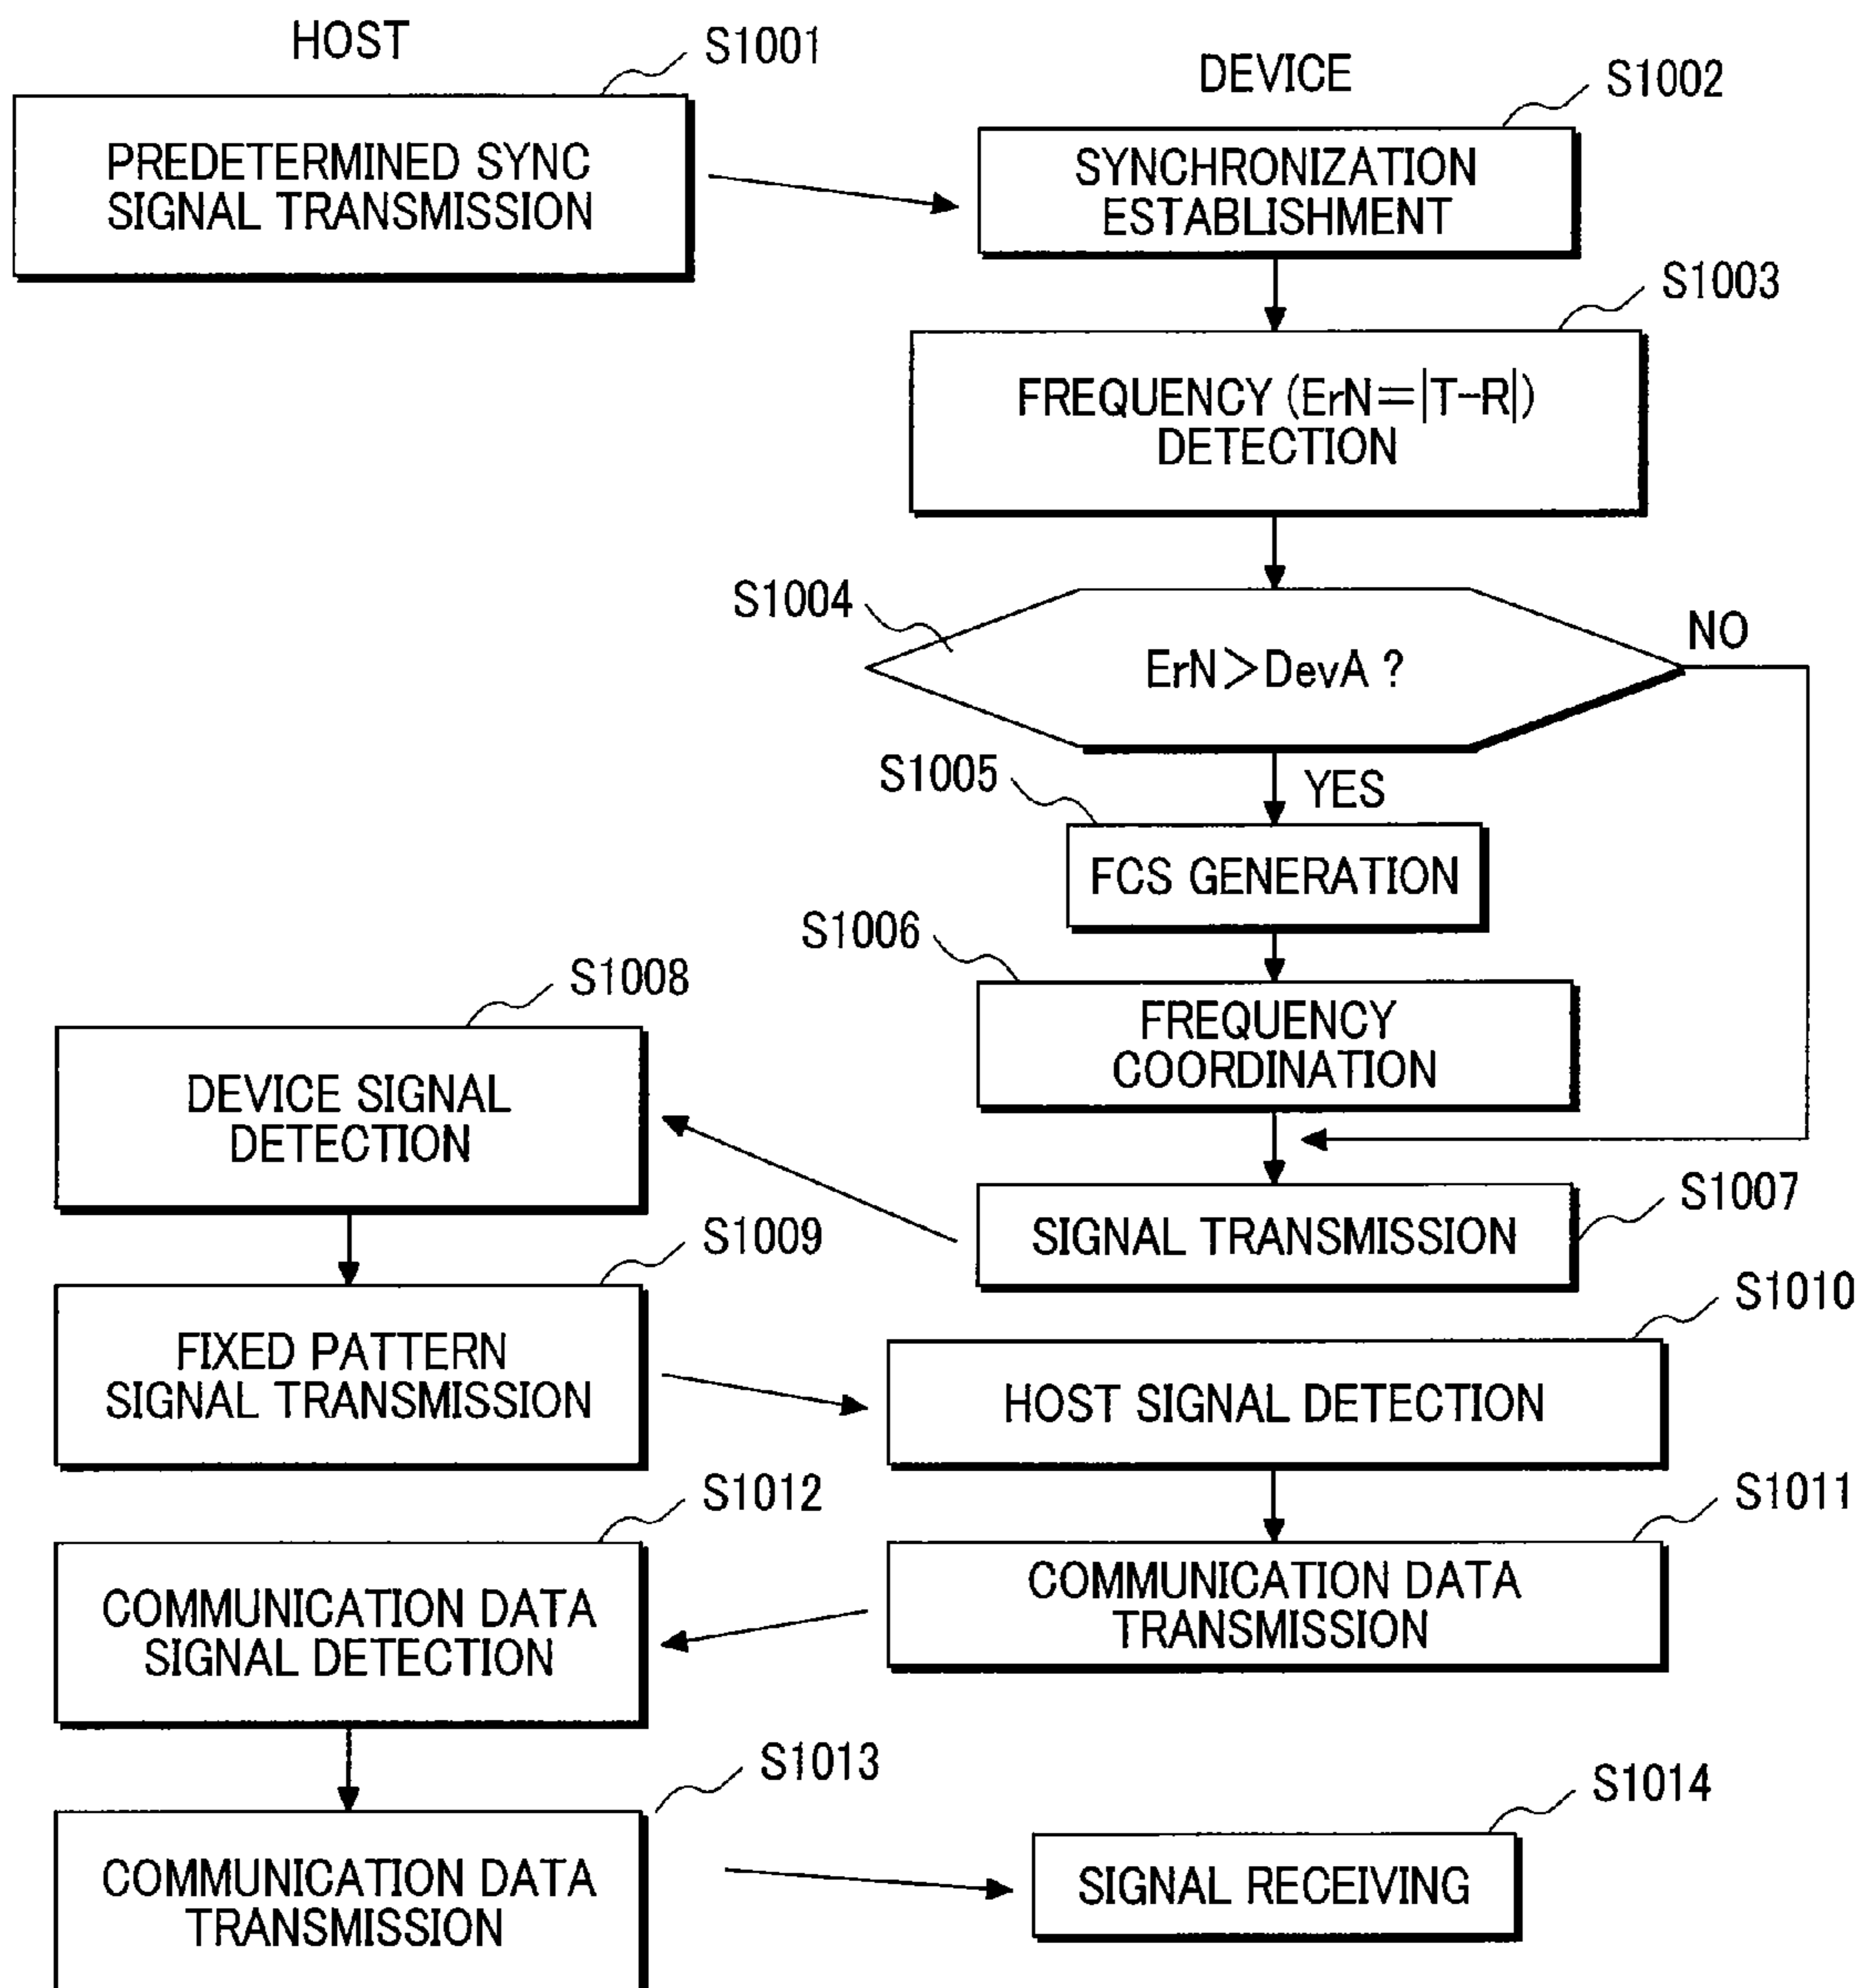 HOST
S1001
PREDETERMINED SYNC
SIGNAL TRANSMISSION
DEVICE
S1002
SYNCHRONIZATION
ESTABLISHMENT
S1003
FREQUENCY (ErN=|T-R|)
DETECTION
S1004
ErN>DevA ?
NO
YES
S1005
FCS GENERATION
S1006
FREQUENCY
COORDINATION
S1007
SIGNAL TRANSMISSION
S1008
DEVICE SIGNAL
DETECTION
S1009
FIXED PATTERN
SIGNAL TRANSMISSION
S1010
HOST SIGNAL DETECTION
S1011
COMMUNICATION DATA
TRANSMISSION
S1012
COMMUNICATION DATA
SIGNAL DETECTION
S1013
COMMUNICATION DATA
TRANSMISSION
S1014
SIGNAL RECEIVING